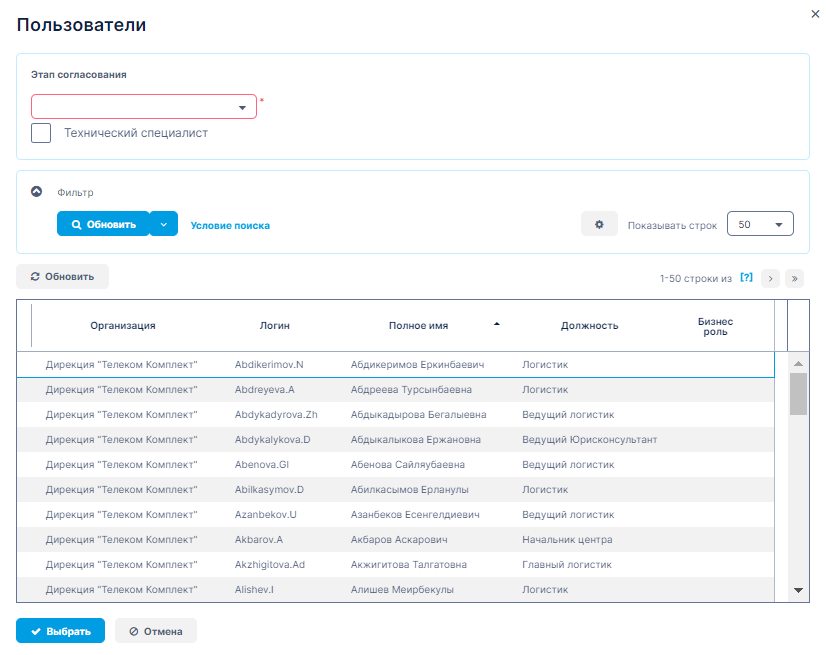 Пользователи
Этап согласования
*
Технический специалист
Фильтр
Обновить Условие поиска Показывать строк 50
Обновить 1-50 строки из [?] › »
Организация Логин Полное имя Должность Бизнес роль
Дирекция "Телеком Комплект" Abdikerimov.N Абдикеримов Еркинбаевич Логистик
Дирекция "Телеком Комплект" Abdreyeva.A Абдреева Турсынбаевна Логистик
Дирекция "Телеком Комплект" Abdykadyrova.Zh Абдыкадырова Бегалыевна Ведущий логистик
Дирекция "Телеком Комплект" Abdykalykova.D Абдыкалыкова Ержановна Ведущий Юрисконсультант
Дирекция "Телеком Комплект" Abenova.Gl Абенова Сайляубаевна Ведущий логистик
Дирекция "Телеком Комплект" Abilkasymov.D Абилкасымов Ерланулы Логистик
Дирекция "Телеком Комплект" Azanbekov.U Азанбеков Есенгелдиевич Ведущий логистик
Дирекция "Телеком Комплект" Akbarov.A Акбаров Аскарович Начальник центра
Дирекция "Телеком Комплект" Akzhigitova.Ad Акжигитова Талгатовна Главный логистик
Дирекция "Телеком Комплект" Alishev.I Алишев Меирбекулы Логистик
Выбрать Отмена